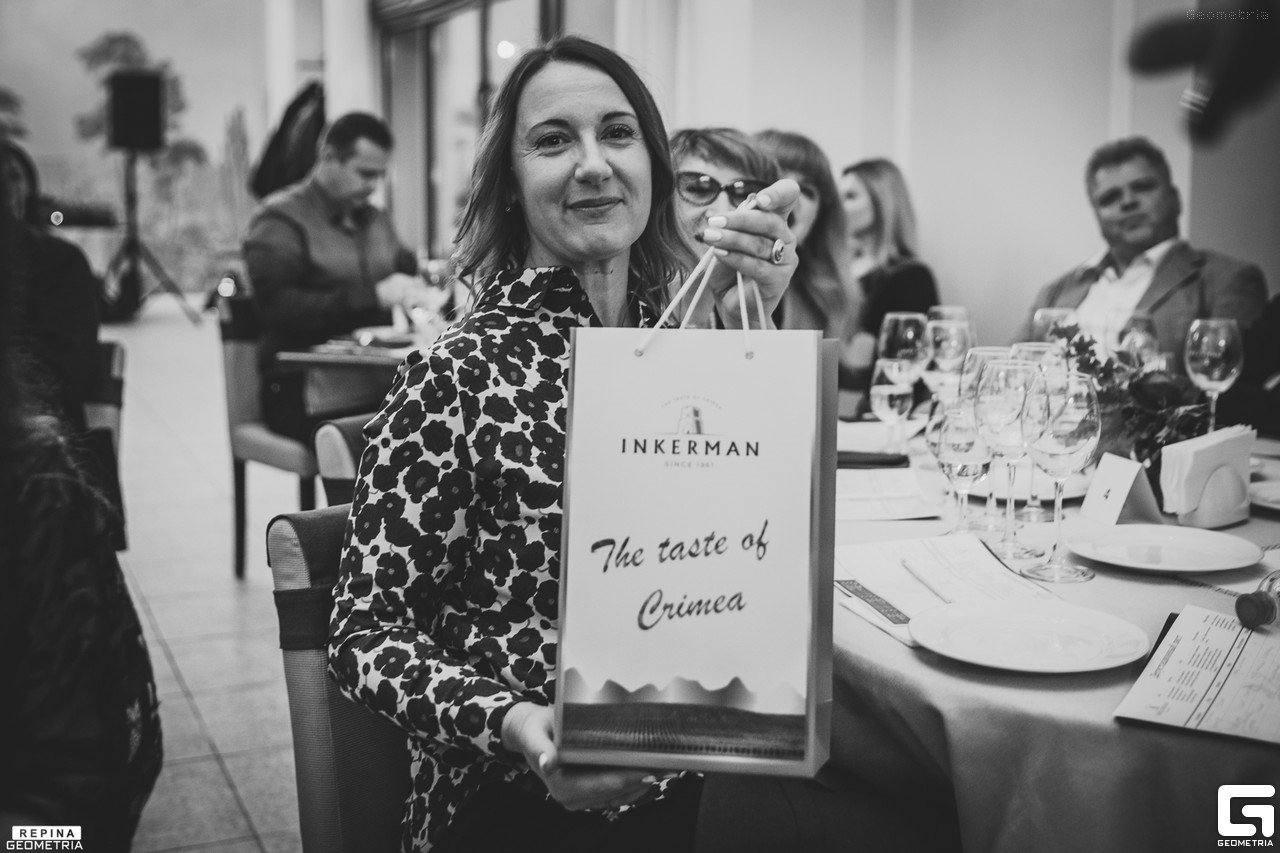 Geometria
THE TASTE OF CRIMEA
INKERMAN
SINCE 1961
The taste of
Crimea
4
REPINA
GEOMETRIA
GEOMETRIA